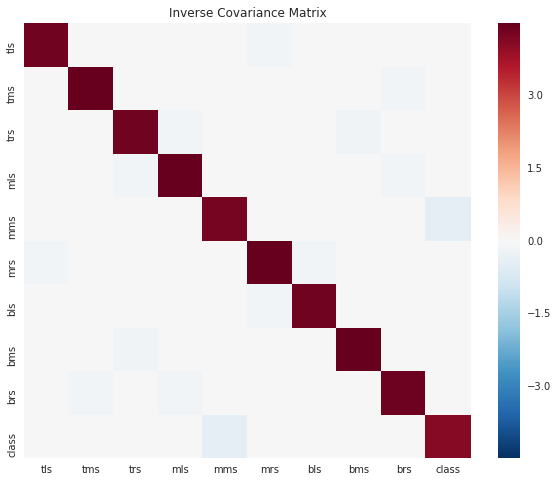 Inverse Covariance Matrix
tls
tms
trs
mls
mms
mrs
bls
bms
brs
class
tls tms trs mls mms mrs bls bms brs class
3.0
1.5
0.0
−1.5
−3.0